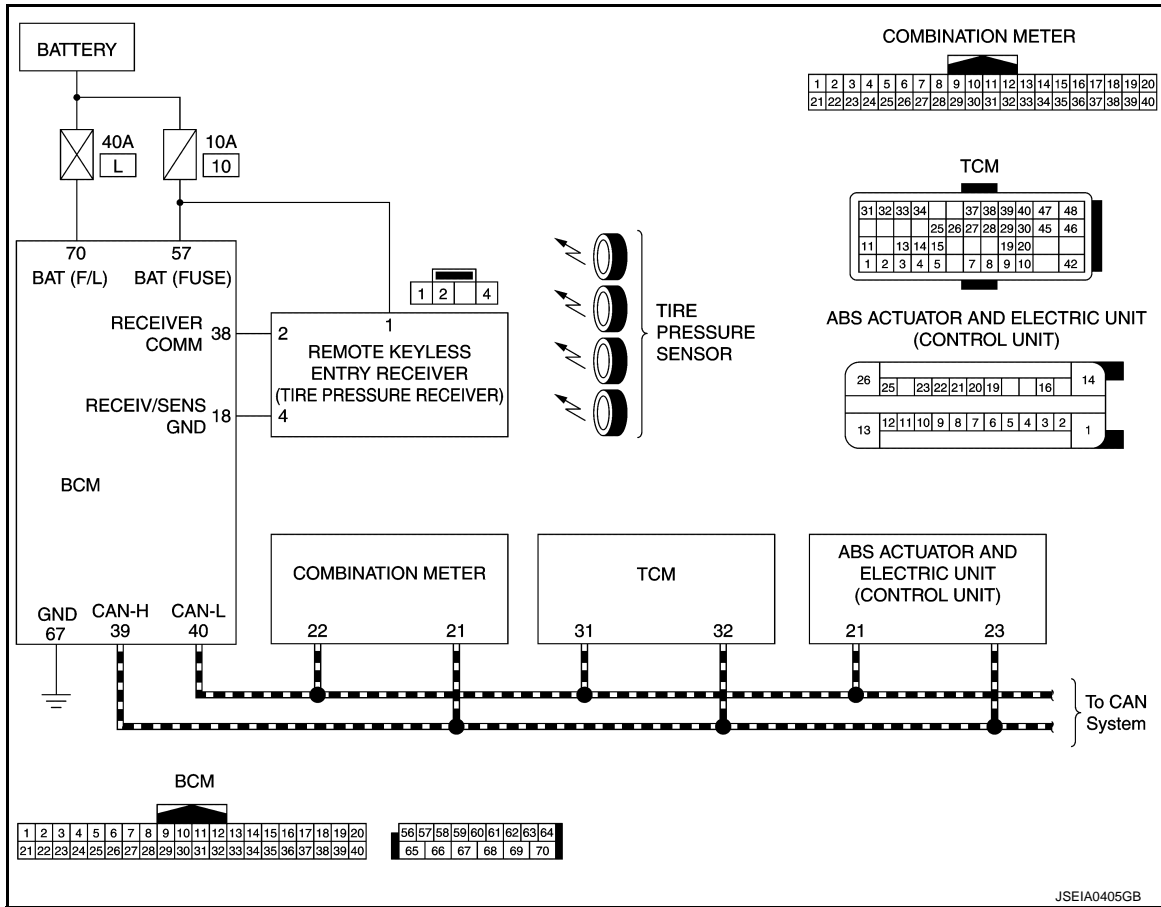 BATTERY
40A
L
10A
10
70
57
BAT (F/L)
BAT (FUSE)
RECEIVER
COMM
38
RECEIV/SENS
GND
18
BCM
GND
67
CAN-H
39
CAN-L
40
1 2 4
1
2
4
REMOTE KEYLESS
ENTRY RECEIVER
(TIRE PRESSURE RECEIVER)
TIRE
PRESSURE
SENSOR
COMBINATION METER
1 2 3 4 5 6 7 8 9 10 11 12 13 14 15 16 17 18 19 20
21 22 23 24 25 26 27 28 29 30 31 32 33 34 35 36 37 38 39 40
TCM
31 32 33 34 37 38 39 40 47 48
25 26 27 28 29 30 45 46
11 13 14 15 19 20
1 2 3 4 5 7 8 9 10 42
ABS ACTUATOR AND ELECTRIC UNIT
(CONTROL UNIT)
26 25 23 22 21 20 19 16 14
13 12 11 10 9 8 7 6 5 4 3 2 1
COMBINATION METER
22
21
TCM
31
32
ABS ACTUATOR AND
ELECTRIC UNIT
(CONTROL UNIT)
21
23
To CAN
System
BCM
1 2 3 4 5 6 7 8 9 10 11 12 13 14 15 16 17 18 19 20
21 22 23 24 25 26 27 28 29 30 31 32 33 34 35 36 37 38 39 40
56 57 58 59 60 61 62 63 64
65 66 67 68 69 70
JSEIA0405GB